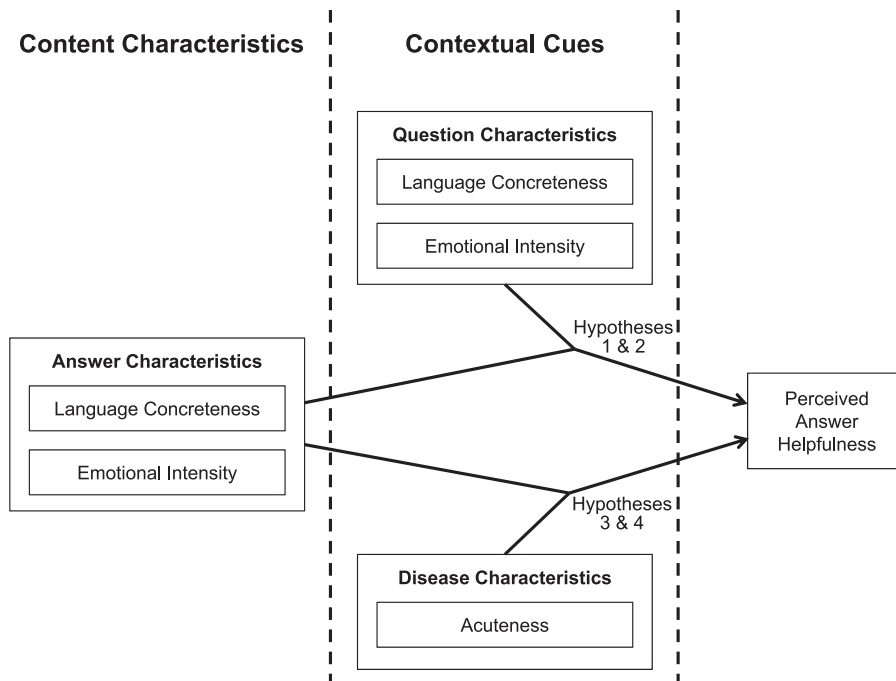 Content Characteristics
Contextual Cues
Question Characteristics
Language Concreteness
Emotional Intensity
Hypotheses
1 & 2
Answer Characteristics
Language Concreteness
Emotional Intensity
Perceived
Answer
Helpfulness
Hypotheses
3 & 4
Disease Characteristics
Acuteness